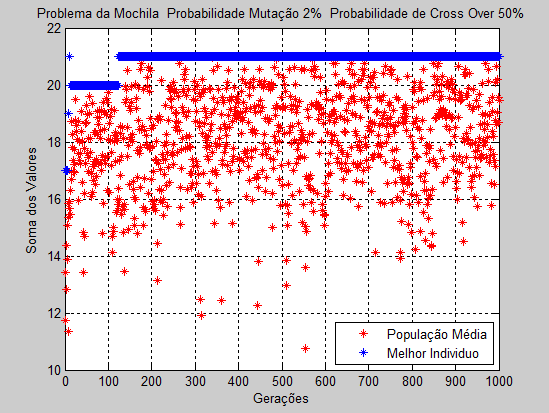 Problema da Mochila  Probabilidade Mutação 2%  Probabilidade de Cross Over 50%
22
20
18
16
14
12
10
Soma dos Valores
0 100 200 300 400 500 600 700 800 900 1000
Gerações
População Média
Melhor Individuo